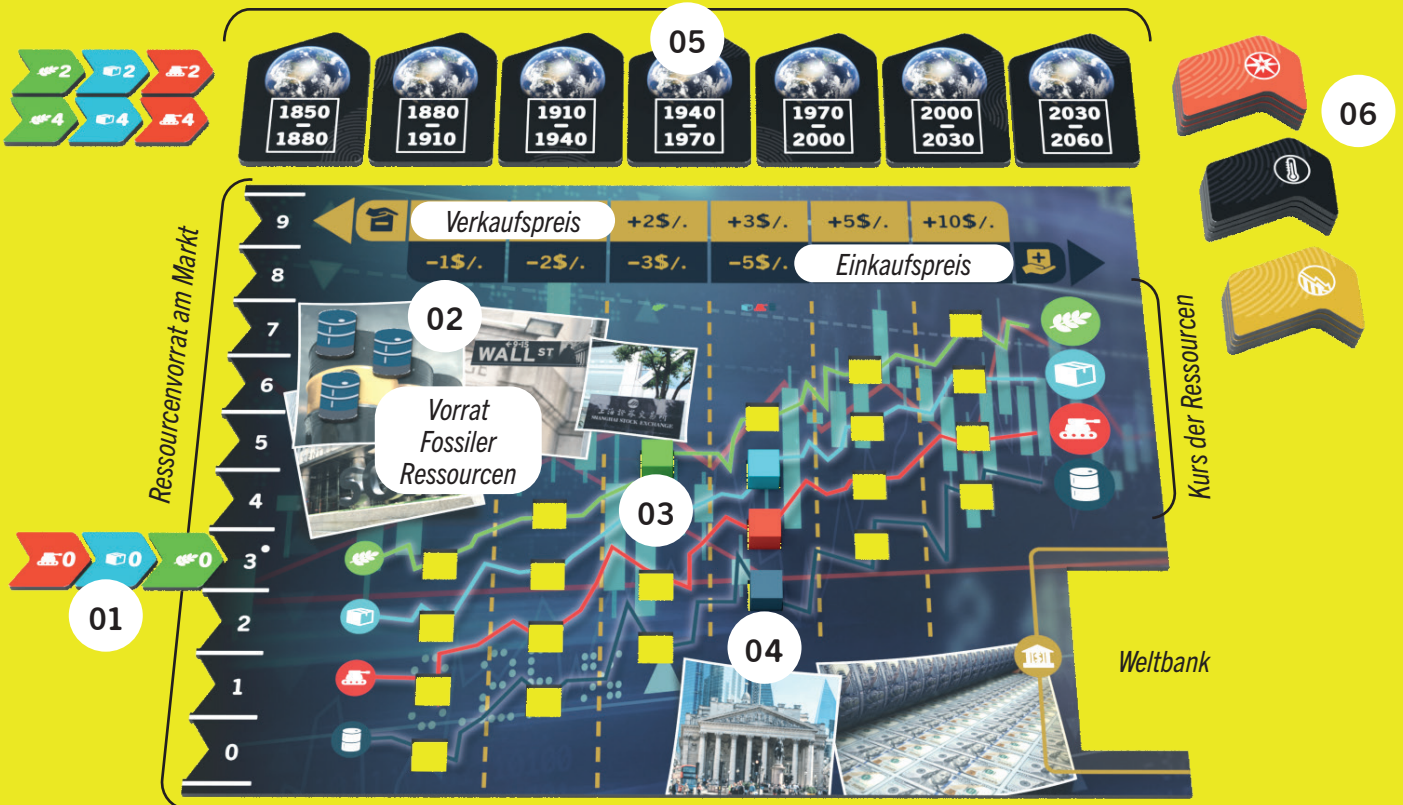 2 2 2
4 4 4
05
1850 – 1880
1880 – 1910
1910 – 1940
1940 – 1970
1970 – 2000
2000 – 2030
2030 – 2060
06
Ressourcenvorrat am Markt
9
8
7
6
5
4
3
2
1
0
Verkaufspreis +2$/. +3$/. +5$/. +10$/.
-1$/. -2$/. -3$/. -5$/. Einkaufspreis
02
WALL ST
SHANGHAI STOCK EXCHANGE
Vorrat
Fossiler
Ressourcen
03
04
0 0 0
01
Kurs der Ressourcen
Weltbank